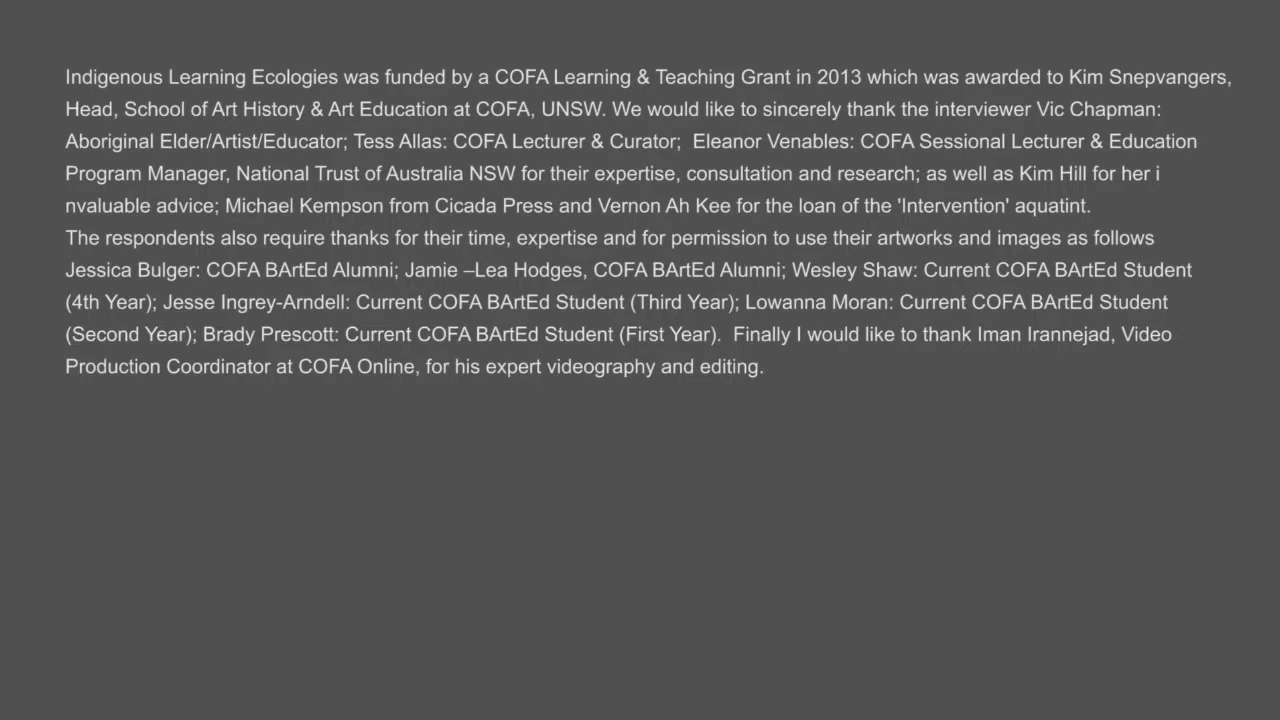 Indigenous Learning Ecologies was funded by a COFA Learning & Teaching Grant in 2013 which was awarded to Kim Snepvangers,
Head, School of Art History & Art Education at COFA, UNSW. We would like to sincerely thank the interviewer Vic Chapman:
Aboriginal Elder/Artist/Educator; Tess Allas: COFA Lecturer & Curator;  Eleanor Venables: COFA Sessional Lecturer & Education
Program Manager, National Trust of Australia NSW for their expertise, consultation and research; as well as Kim Hill for her i
nvaluable advice; Michael Kempson from Cicada Press and Vernon Ah Kee for the loan of the 'Intervention' aquatint.
The respondents also require thanks for their time, expertise and for permission to use their artworks and images as follows
Jessica Bulger: COFA BArtEd Alumni; Jamie –Lea Hodges, COFA BArtEd Alumni; Wesley Shaw: Current COFA BArtEd Student
(4th Year); Jesse Ingrey-Arndell: Current COFA BArtEd Student (Third Year); Lowanna Moran: Current COFA BArtEd Student
(Second Year); Brady Prescott: Current COFA BArtEd Student (First Year).  Finally I would like to thank Iman Irannejad, Video
Production Coordinator at COFA Online, for his expert videography and editing.